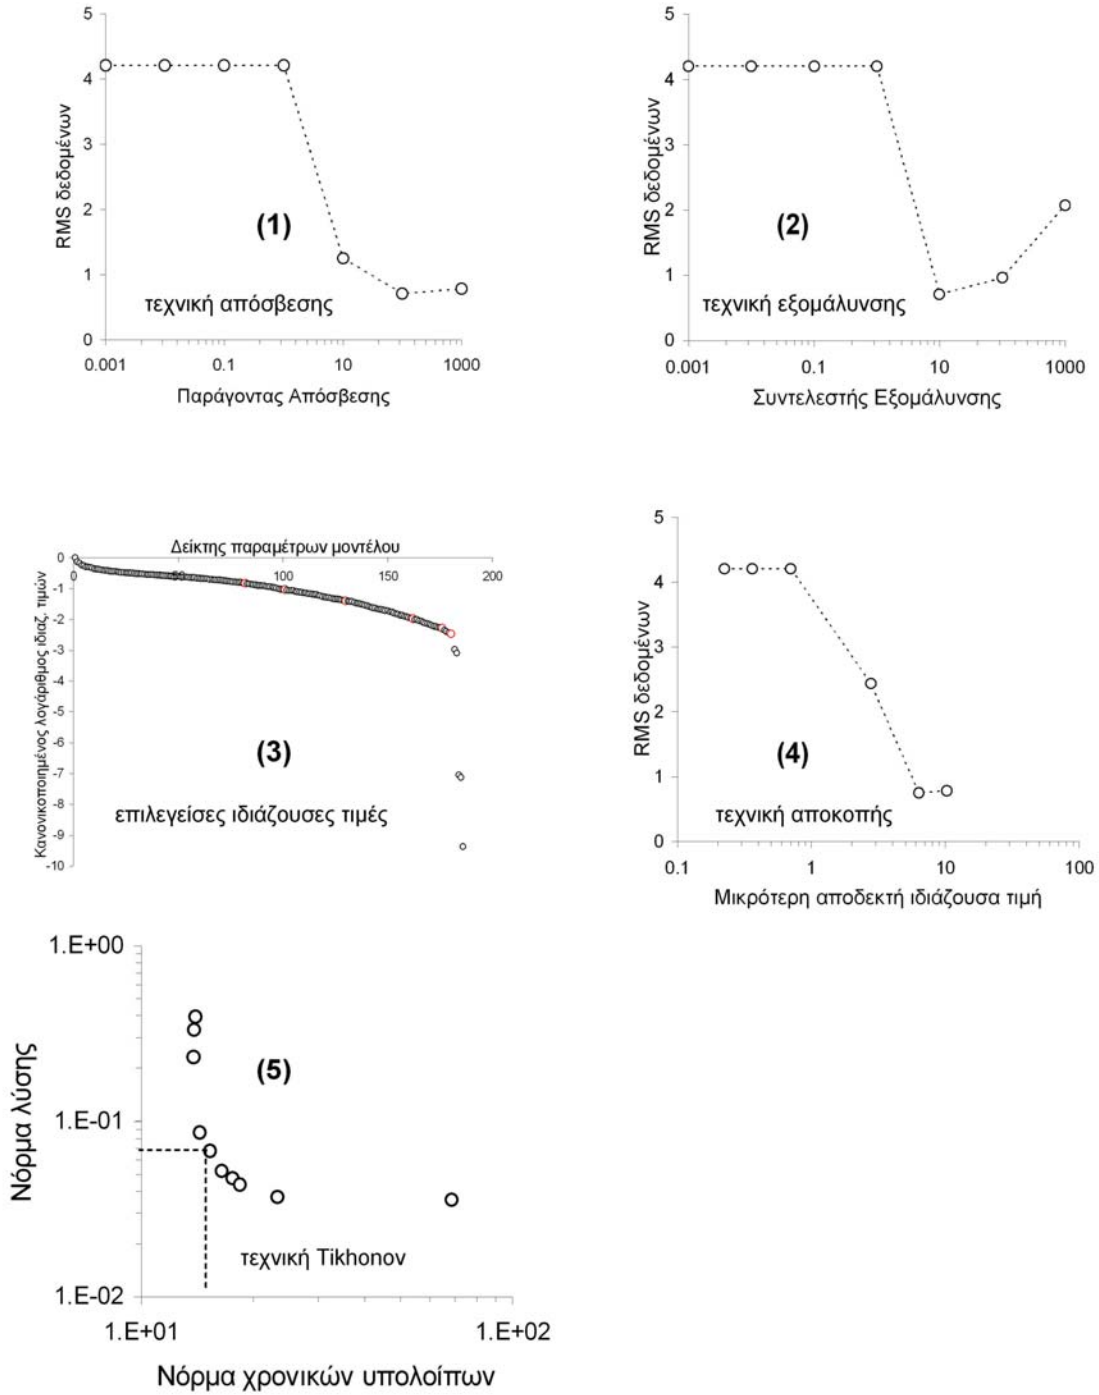 5
4
3
2
1
0
RMS δεδομένων
(1)
τεχνική απόσβεσης
0.001
0.1
10
1000
Παράγοντας Απόσβεσης
5
4
3
2
1
0
RMS δεδομένων
(2)
τεχνική εξομάλυνσης
0.001
0.1
10
1000
Συντελεστής Εξομάλυνσης
Δείκτης παραμέτρων μοντέλου
0
-1
-2
-3
-4
-5
-6
-7
-8
-9
-10
0
50
100
150
200
Κανονικοποιημένος λογάριθμος ιδιαζ. τιμών
(3)
επιλεγείσες ιδιάζουσες τιμές
5
4
3
2
1
0
RMS δεδομένων
(4)
τεχνική αποκοπής
0.1
1
10
100
Μικρότερη αποδεκτή ιδιάζουσα τιμή
1.E+00
1.E-01
1.E-02
Νόρμα λύσης
(5)
τεχνική Tikhonov
1.E+01
1.E+02
Νόρμα χρονικών υπολοίπων